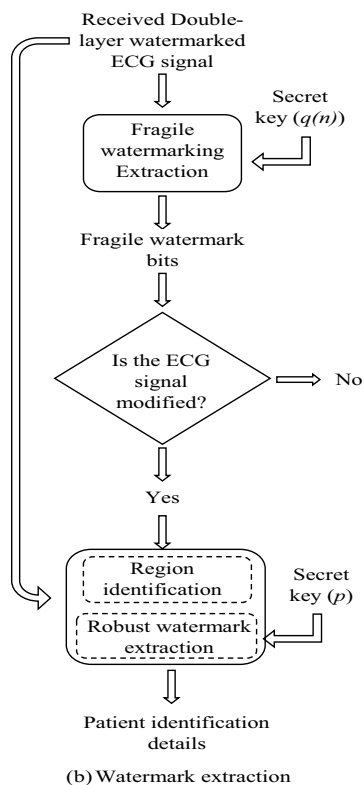 Received Double-
layer watermarked
ECG signal
Secret
key (q(n))
Fragile
watermarking
Extraction
Fragile watermark
bits
Is the ECG
signal
modified?
No
Yes
Region
identification
Secret
key (p)
Robust watermark
extraction
Patient identification
details
(b) Watermark extraction